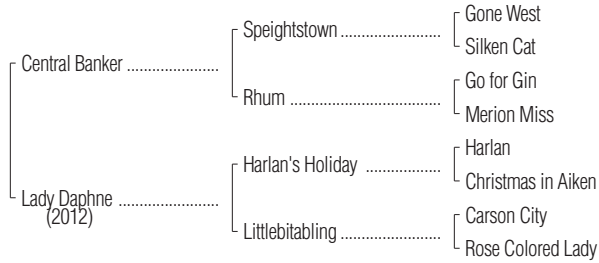 Gone West
Speightstown ......................
Silken Cat
Central Banker ......................
Go for Gin
Rhum ....................................
Merion Miss
Harlan
Harlan's Holiday ..................
Christmas in Aiken
Lady Daphne ........................
(2012)
Carson City
Littlebitabling ........................
Rose Colored Lady